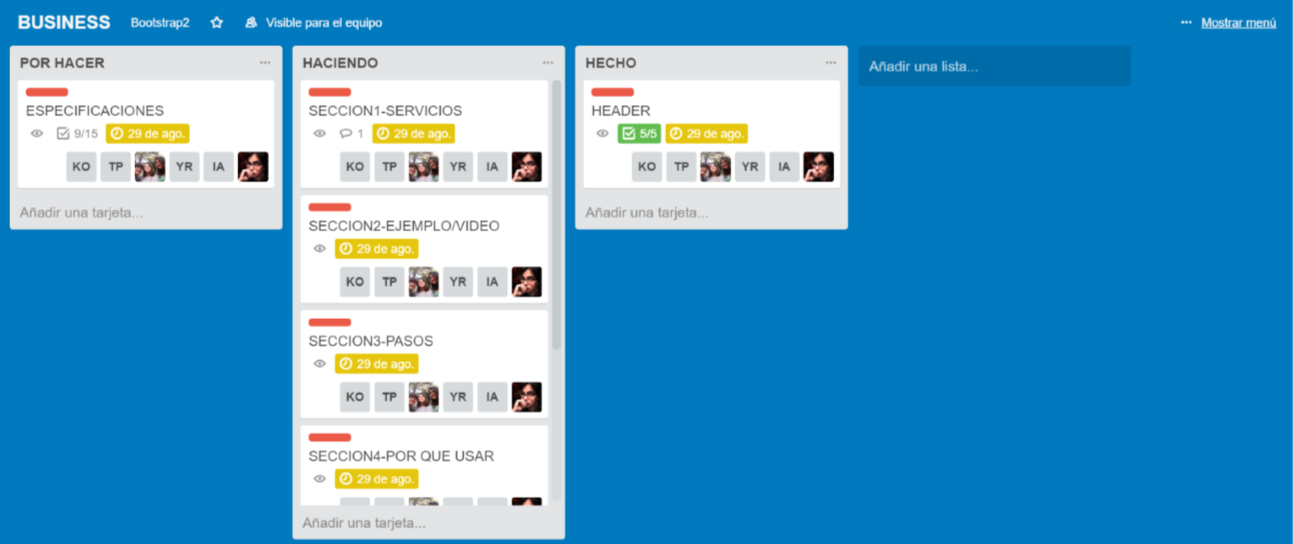 BUSINESS Bootstrap2 Visible para el equipo ... Mostrar menú
POR HACER ...
ESPECIFICACIONES
9/15 29 de ago.
KO TP YR IA
Añadir una tarjeta...
HACIENDO ...
SECCION1-SERVICIOS
1 29 de ago.
KO TP YR IA
SECCION2-EJEMPLO/VIDEO
29 de ago.
KO TP YR IA
SECCION3-PASOS
29 de ago.
KO TP YR IA
SECCION4-POR QUE USAR
29 de ago.
Añadir una tarjeta...
HECHO ...
HEADER
5/5 29 de ago.
KO TP YR IA
Añadir una tarjeta...
Añadir una lista...